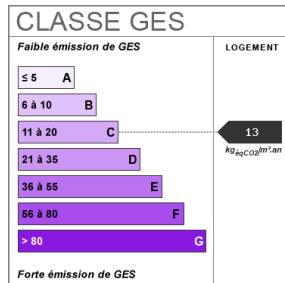 CLASSE GES
Faible émission de GES
LOGEMENT
≤ 5 A
6 à 10 B
11 à 20 C
13
kgéqCO2/m².an
21 à 35 D
36 à 55 E
56 à 80 F
> 80 G
Forte émission de GES